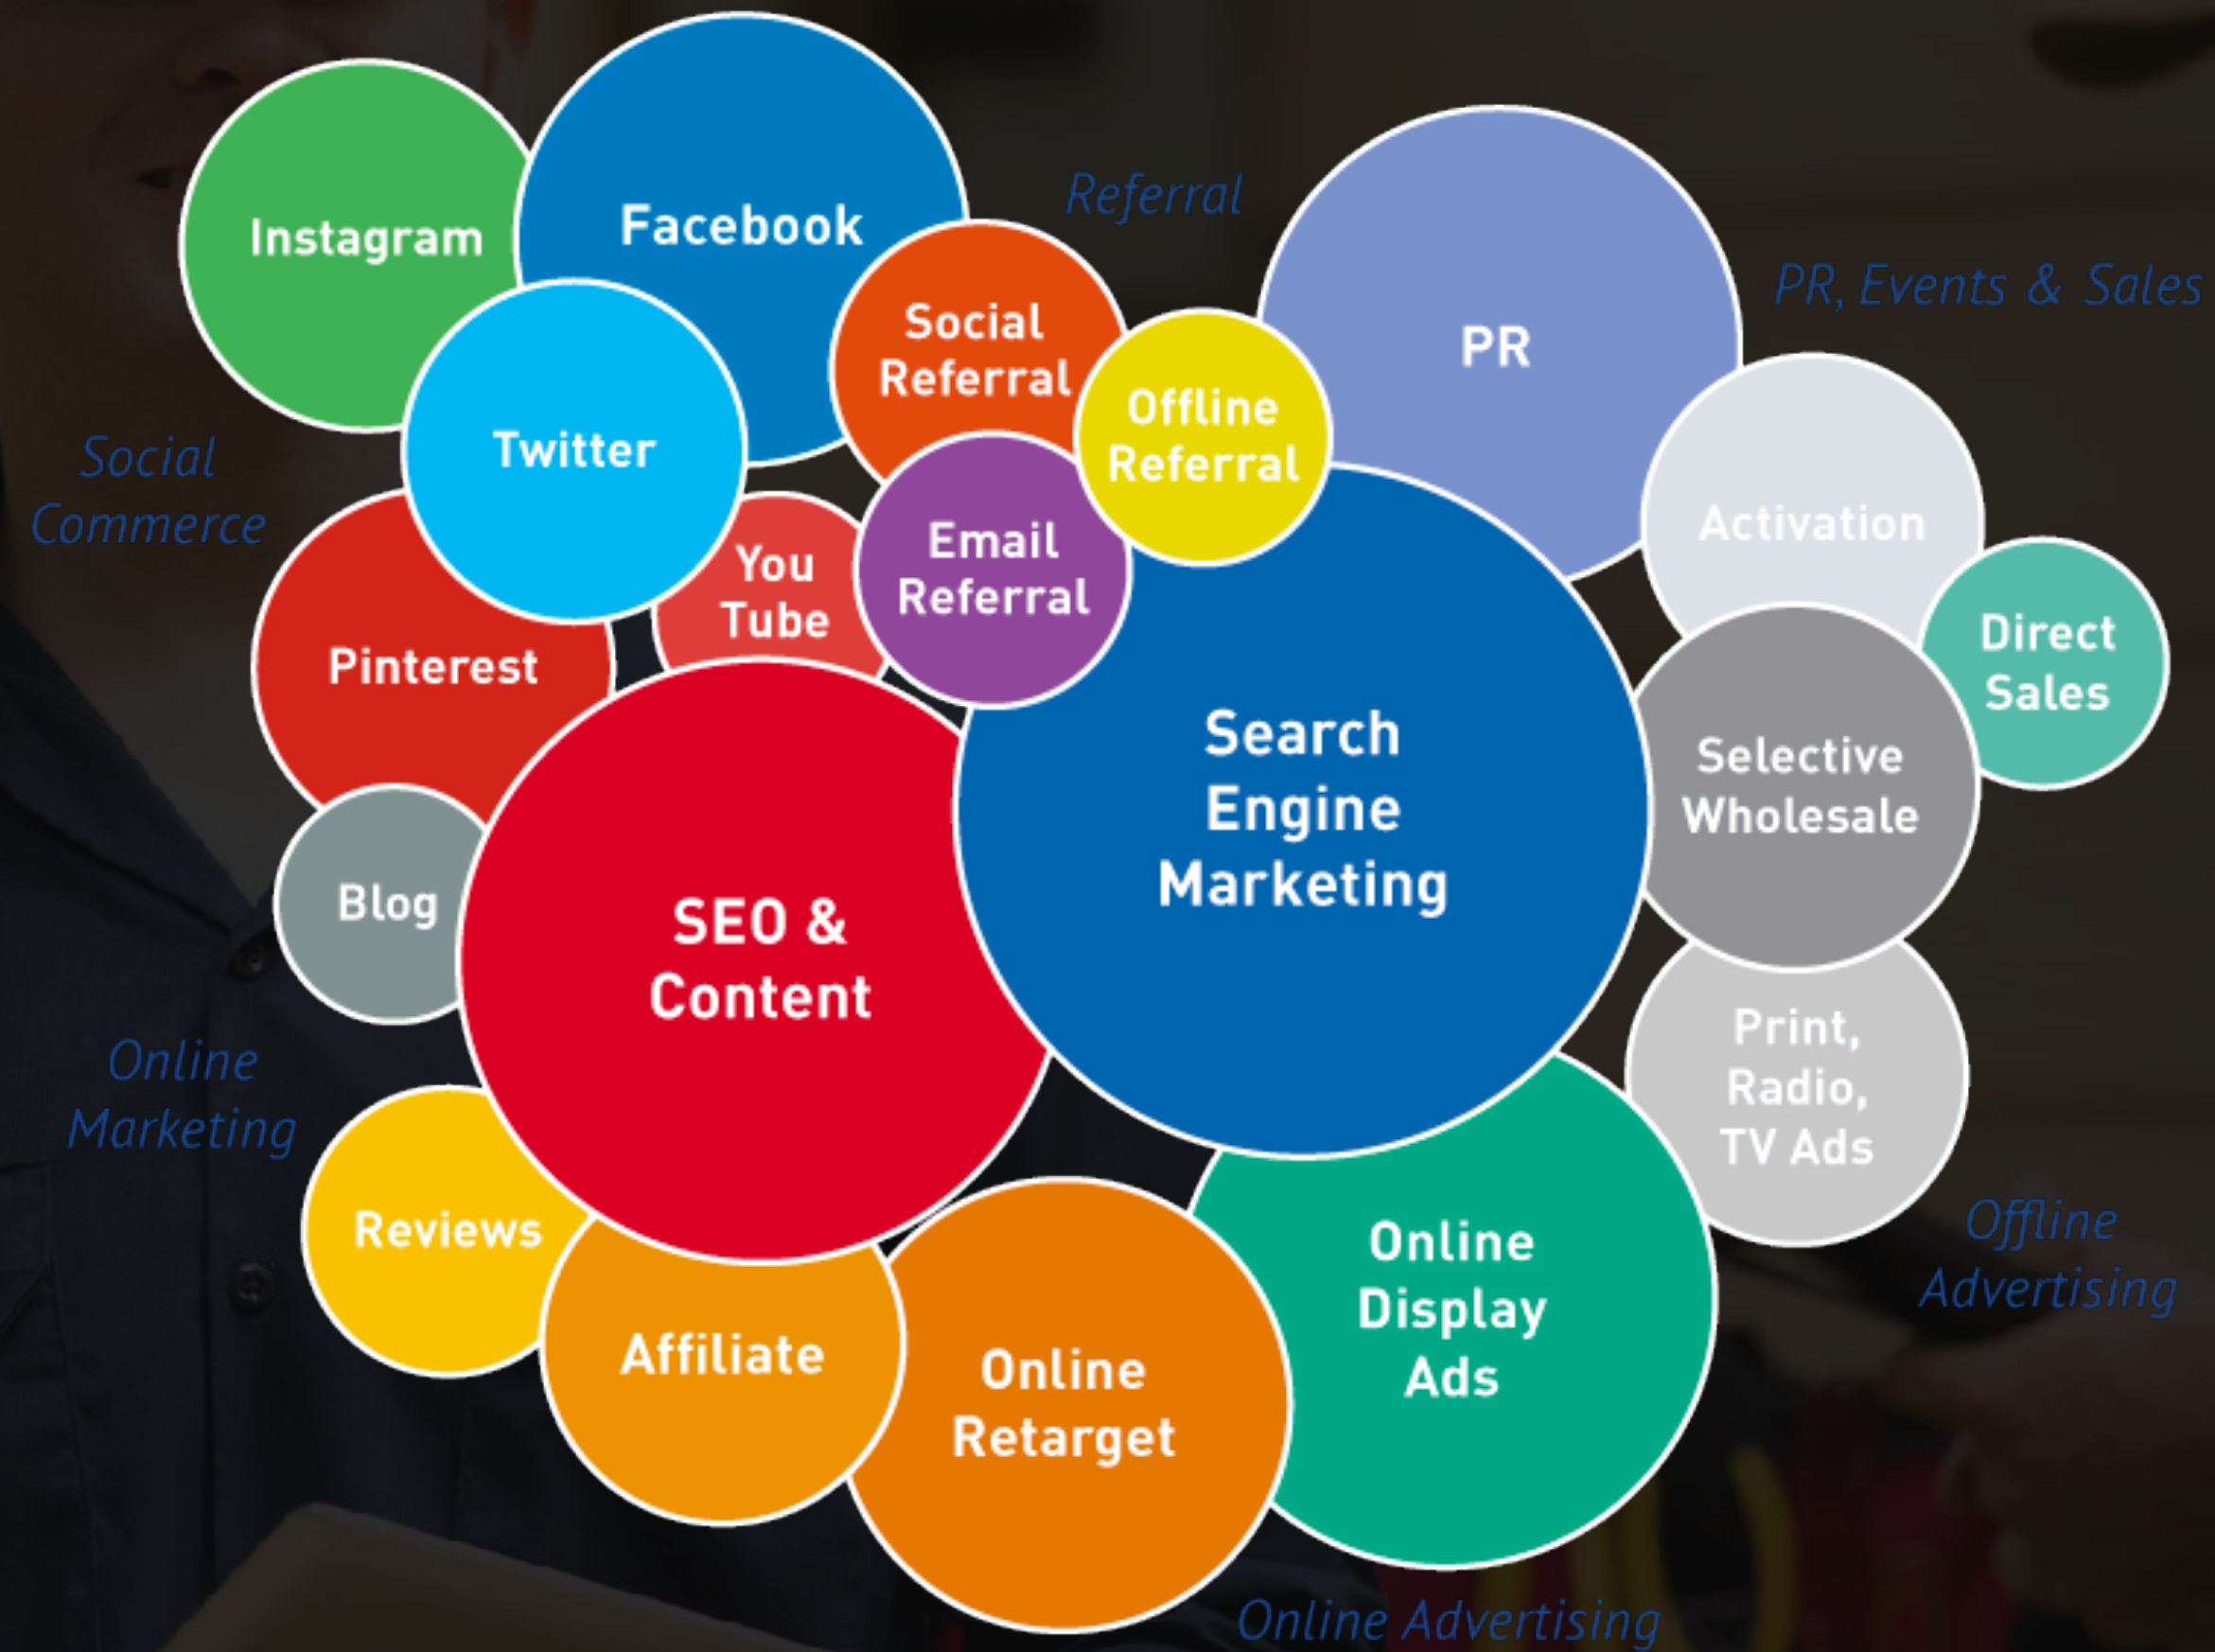 Instagram
Facebook
Referral
PR, Events & Sales
Social
Referral
PR
Offline
Referral
Twitter
Social
Commerce
Activation
Email
Referral
You
Tube
Direct
Sales
Pinterest
Search
Engine
Marketing
Selective
Wholesale
Blog
SEO &
Content
Print,
Radio,
TV Ads
Online
Marketing
Reviews
Offline
Advertising
Online
Display
Ads
Affiliate
Online
Retarget
Online Advertising